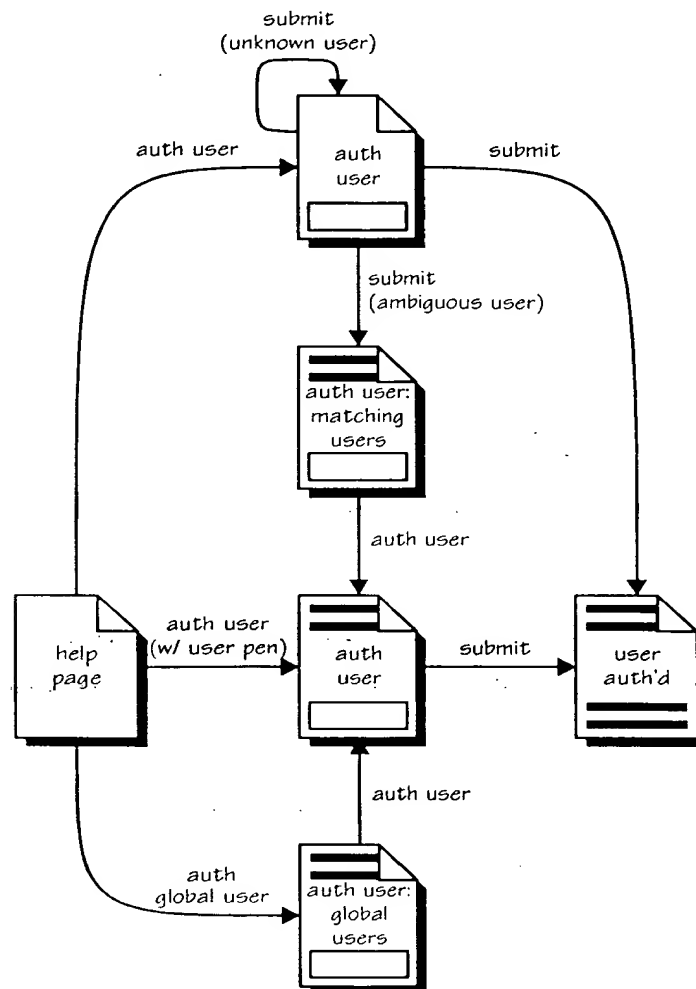 submit
(unknown user)
auth user
auth
user
submit
submit
(ambiguous user)
auth user:
matching
users
auth user
help
page
auth user
(w/ user pen)
auth
user
submit
user
auth'd
auth user
auth
global user
auth user:
global
users